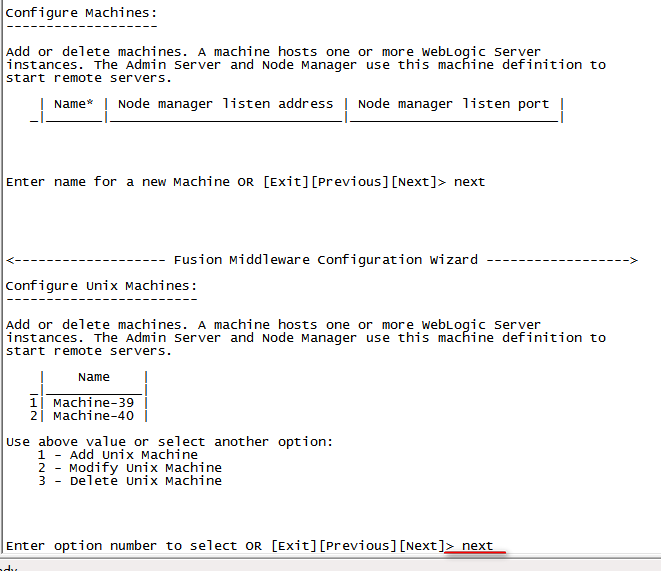 Configure Machines:
-------------------
Add or delete machines. A machine hosts one or more WebLogic Server
instances. The Admin Server and Node Manager use this machine definition to
start remote servers.
| Name* | Node manager listen address | Node manager listen port |
_|_______|_____________________________|__________________________|
Enter name for a new Machine OR [Exit][Previous][Next]> next
<------------------- Fusion Middleware Configuration Wizard ------------------>
Configure Unix Machines:
------------------------
Add or delete machines. A machine hosts one or more WebLogic Server
instances. The Admin Server and Node Manager use this machine definition to
start remote servers.
| Name |
_|____________|
1| Machine-39 |
2| Machine-40 |
Use above value or select another option:
1 - Add Unix Machine
2 - Modify Unix Machine
3 - Delete Unix Machine
Enter option number to select OR [Exit][Previous][Next]> next